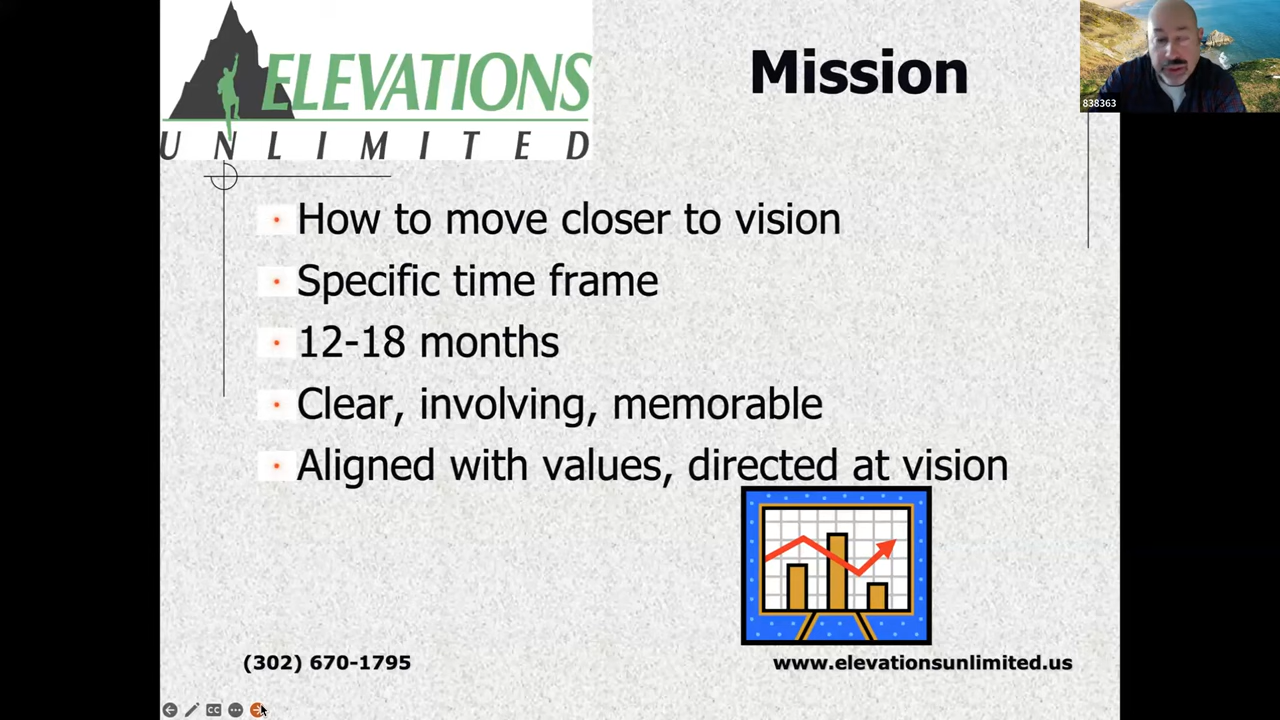 ELEVATIONS
UNLIMITED
Mission
838363
How to move closer to vision
Specific time frame
12-18 months
Clear, involving, memorable
Aligned with values, directed at vision
(302) 670-1795
www.elevationsunlimited.us
CC